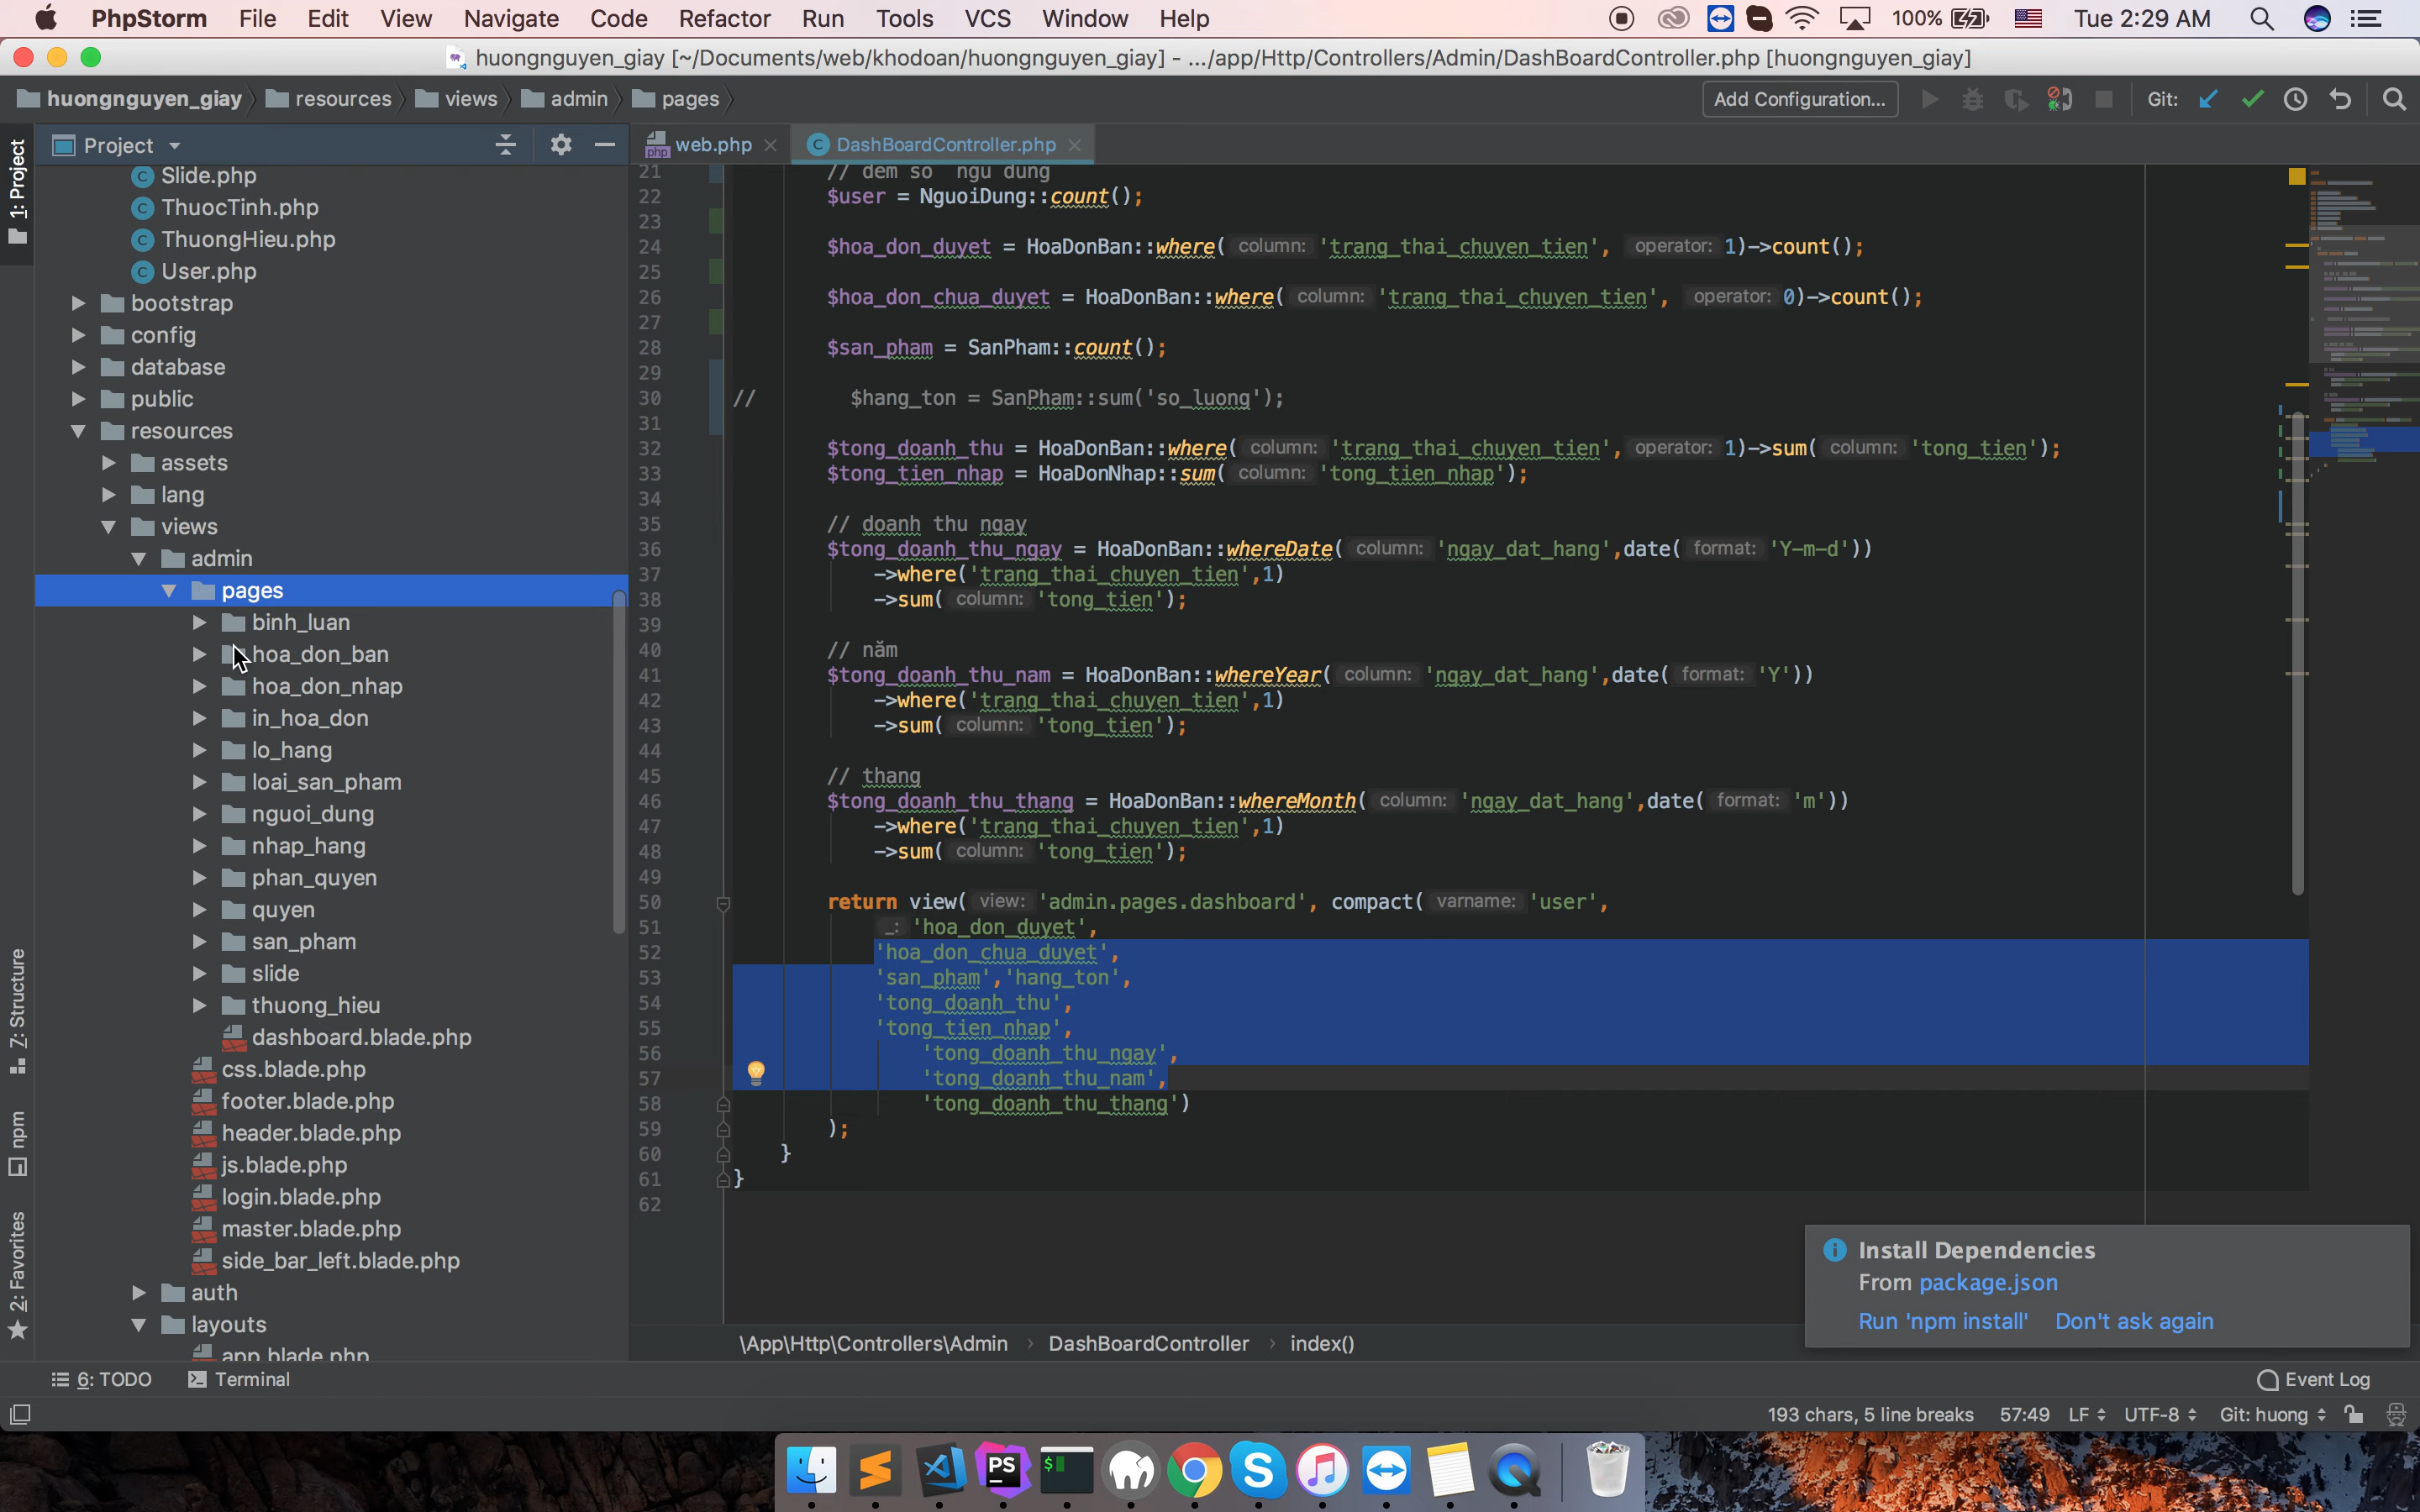 PhpStorm File Edit View Navigate Code Refactor Run Tools VCS Window Help 100% Tue 2:29 AM
huongnguyen_giay [~/Documents/web/khodoan/huongnguyen_giay] - .../app/Http/Controllers/Admin/DashBoardController.php [huongnguyen_giay]
huongnguyen_giay resources views admin pages Add Configuration... Git:
Project
web.php DashBoardController.php
1: Project
7: Structure
npm
2: Favorites
Slide.php
ThuocTinh.php
ThuongHieu.php
User.php
bootstrap
config
database
public
resources
assets
lang
views
admin
pages
binh_luan
hoa_don_ban
hoa_don_nhap
in_hoa_don
lo_hang
loai_san_pham
nguoi_dung
nhap_hang
phan_quyen
quyen
san_pham
slide
thuong_hieu
dashboard.blade.php
css.blade.php
footer.blade.php
header.blade.php
js.blade.php
login.blade.php
master.blade.php
side_bar_left.blade.php
auth
layouts
app.blade.php
21 // dem so ngu dung
22 $user = NguoiDung::count();
23
24 $hoa_don_duyet = HoaDonBan::where( column: 'trang_thai_chuyen_tien', operator: 1)->count();
25
26 $hoa_don_chua_duyet = HoaDonBan::where( column: 'trang_thai_chuyen_tien', operator: 0)->count();
27
28 $san_pham = SanPham::count();
29
30 // $hang_ton = SanPham::sum('so_luong');
31
32 $tong_doanh_thu = HoaDonBan::where( column: 'trang_thai_chuyen_tien', operator: 1)->sum( column: 'tong_tien');
33 $tong_tien_nhap = HoaDonNhap::sum( column: 'tong_tien_nhap');
34
35 // doanh thu ngay
36 $tong_doanh_thu_ngay = HoaDonBan::whereDate( column: 'ngay_dat_hang',date( format: 'Y-m-d'))
37 ->where('trang_thai_chuyen_tien',1)
38 ->sum( column: 'tong_tien');
39
40 // năm
41 $tong_doanh_thu_nam = HoaDonBan::whereYear( column: 'ngay_dat_hang',date( format: 'Y'))
42 ->where('trang_thai_chuyen_tien',1)
43 ->sum( column: 'tong_tien');
44
45 // thang
46 $tong_doanh_thu_thang = HoaDonBan::whereMonth( column: 'ngay_dat_hang',date( format: 'm'))
47 ->where('trang_thai_chuyen_tien',1)
48 ->sum( column: 'tong_tien');
49
50 return view( view: 'admin.pages.dashboard', compact( varname: 'user',
51 _: 'hoa_don_duyet',
52 'hoa_don_chua_duyet',
53 'san_pham','hang_ton',
54 'tong_doanh_thu',
55 'tong_tien_nhap',
56 'tong_doanh_thu_ngay',
57 'tong_doanh_thu_nam',
58 'tong_doanh_thu_thang')
59 );
60 }
61 }
62
Install Dependencies
From package.json
Run 'npm install' Don't ask again
\App\Http\Controllers\Admin › DashBoardController › index()
6: TODO Terminal Event Log
193 chars, 5 line breaks 57:49 LF UTF-8 Git: huong
PS
$
S